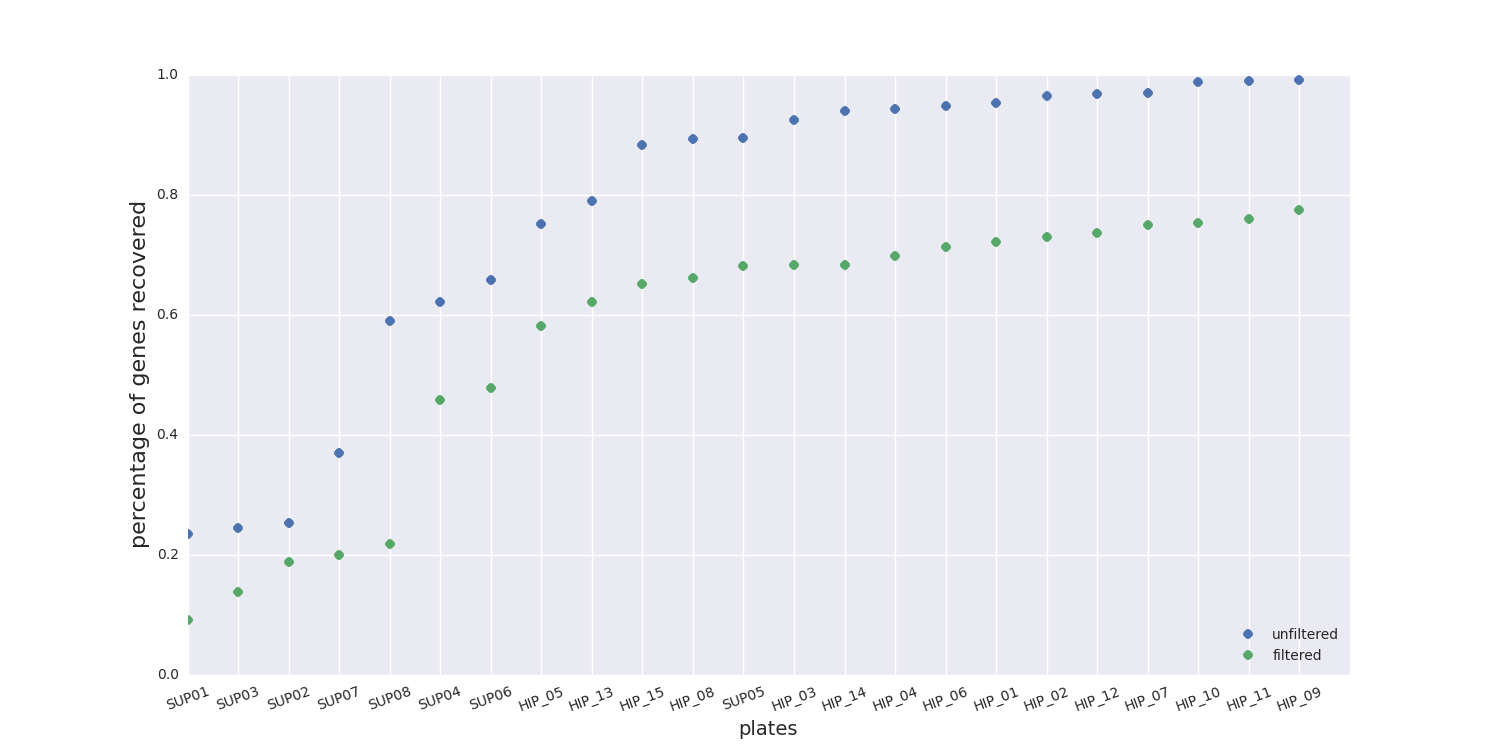 1.0
0.8
0.6
0.4
0.2
0.0
percentage of genes recovered
unfiltered
filtered
SUP01 SUP03 SUP02 SUP07 SUP08 SUP04 SUP06 HIP_05 HIP_13 HIP_15 HIP_08 SUP05 HIP_03 HIP_14 HIP_04 HIP_06 HIP_01 HIP_02 HIP_12 HIP_07 HIP_10 HIP_11 HIP_09
plates